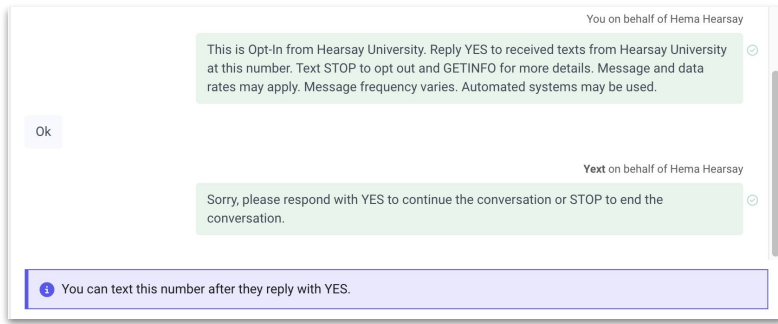 You on behalf of Hema Hearsay
This is Opt-In from Hearsay University. Reply YES to received texts from Hearsay University
at this number. Text STOP to opt out and GETINFO for more details. Message and data
rates may apply. Message frequency varies. Automated systems may be used.
Ok
Yext on behalf of Hema Hearsay
Sorry, please respond with YES to continue the conversation or STOP to end the
conversation.
You can text this number after they reply with YES.